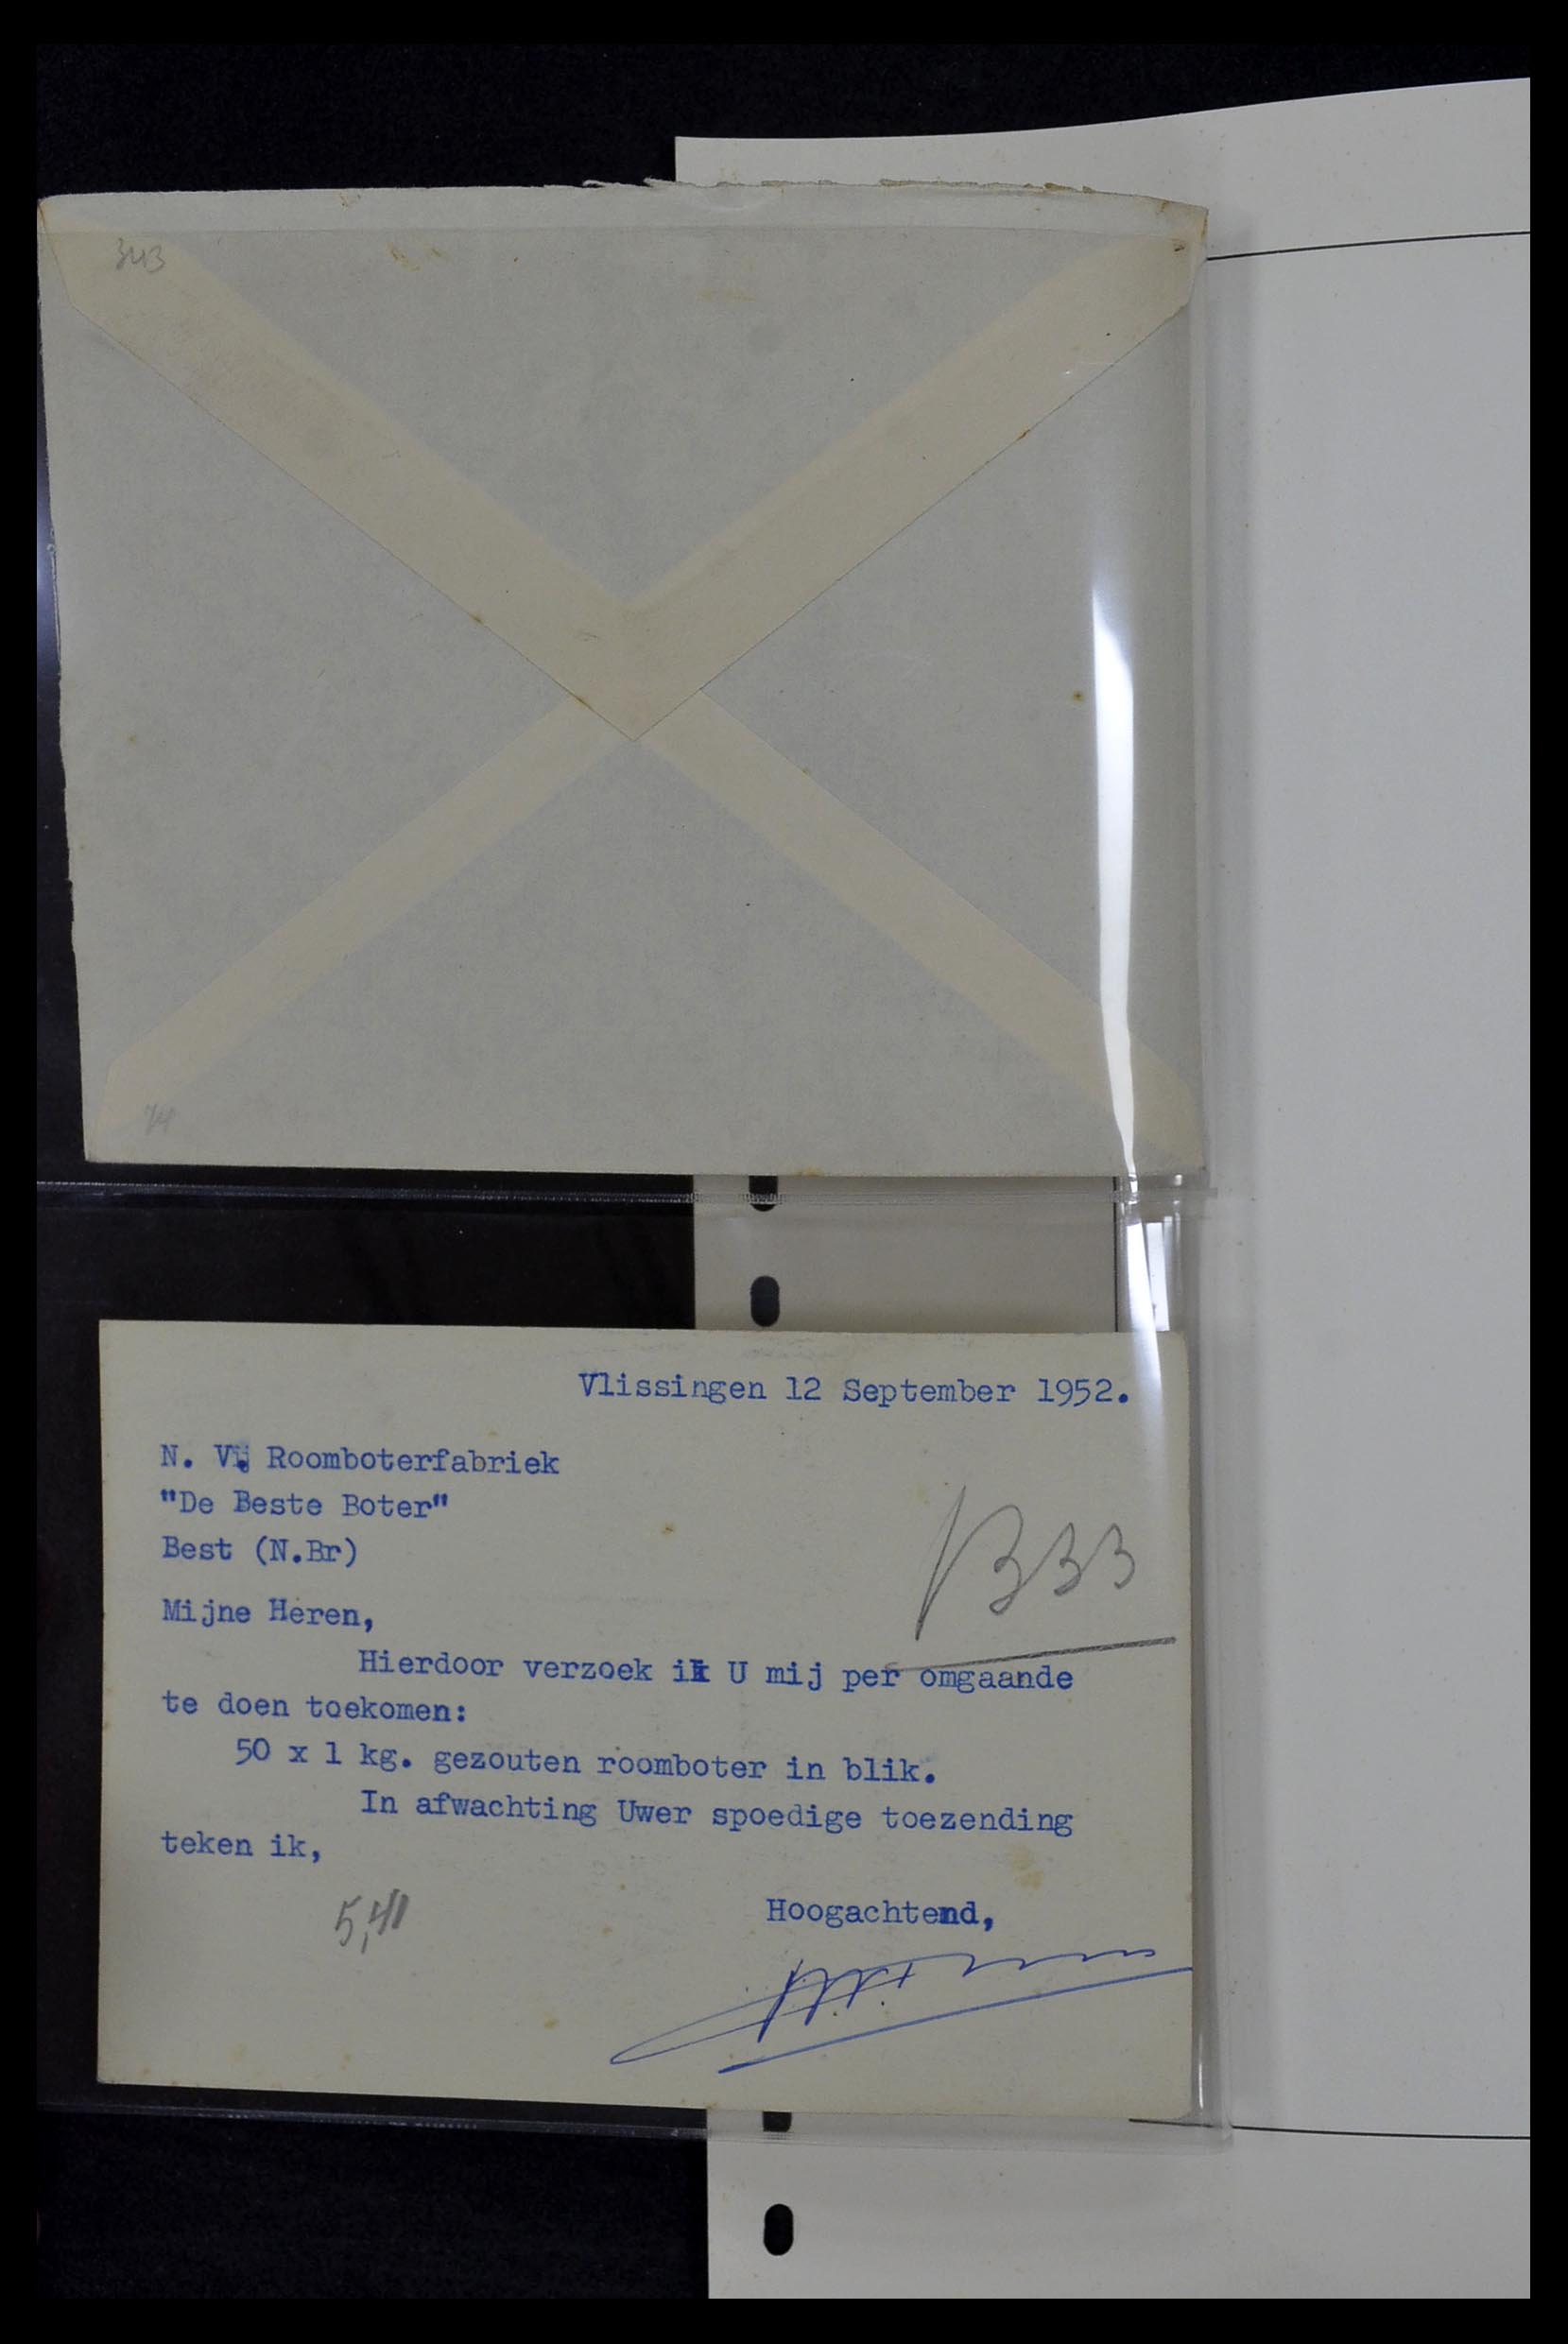 343
Vlissingen 12 September 1952.
N. V. Roomboterfabriek
"De Beste Boter"
Best (N.Br)
B33
Mijne Heren,
Hierdoor verzoek ik U mij per omgaande
te doen toekomen:
50 x 1 kg. gezouten roomboter in blik.
In afwachting Uwer spoedige toezending
teken ik,
Hoogachtend,